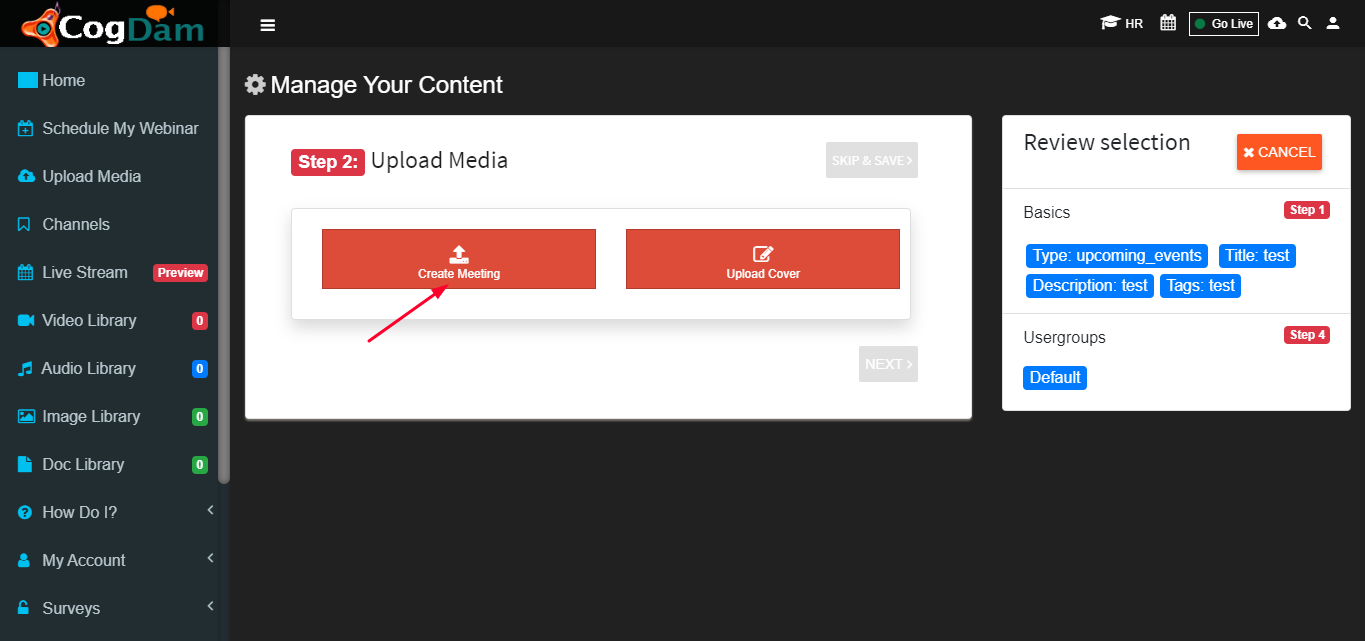 CogDam
HR
Go Live
Home
Schedule My Webinar
Upload Media
Channels
Live Stream Preview
Video Library 0
Audio Library 0
Image Library 0
Doc Library 0
How Do I?
My Account
Surveys
Manage Your Content
Step 2: Upload Media
SKIP & SAVE
Create Meeting
Upload Cover
NEXT
Review selection
CANCEL
Basics Step 1
Type: upcoming_events Title: test
Description: test Tags: test
Usergroups Step 4
Default